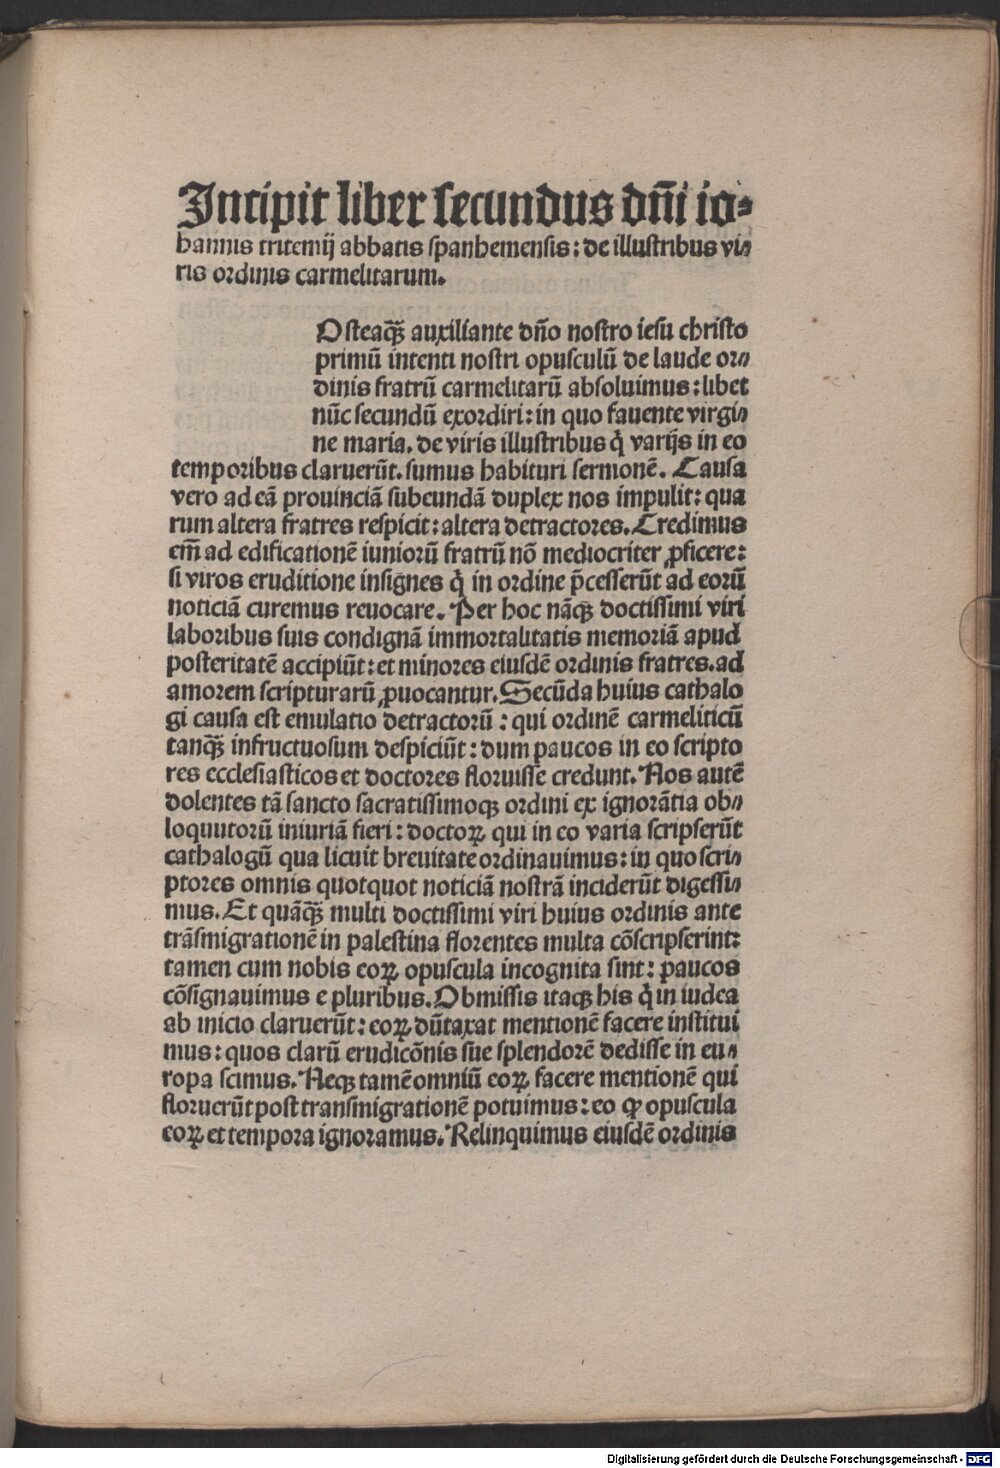 Incipit liber secundus dñi io⸗
hannis tritemij abbatis spanhemensis: de illustribus vi⸗
ris ordinis carmelitarum.
Osteaꝙ̃ auxiliante dño nostro iesu christo
primū intenti nostri opusculū de laude or⸗
dinis fratrū carmelitarū absoluimus: libet
nūc secundū exordiri: in quo fauente virgi⸗
ne maria. de viris illustribus q̇ varijs in eo
temporibus claruerūt. sumus habituri sermonē. Causa
vero ad eā prouinciā subeundā duplex nos impulit: qua
rum altera fratres respicit: altera detractores. Credimus
em̄ ad edificationē iuniorū fratrū nō mediocriter ꝓficere:
si viros eruditione insignes q̇ in ordine p̄cesserūt ad eorū
noticiā curemus reuocare. Per hoc nāqꝫ doctissimi viri
laboribus suis condignā immortalitatis memoriā apud
posteritatē accipiūt: et minores eiusdē ordinis fratres. ad
amorem scripturarū ꝓuocantur. Secūda huius cathalo
gi causa est emulatio detractorū: qui ordinē carmeliticū
tanꝙ̃ infructuosum despiciūt: dum paucos in eo scripto
res ecclesiasticos et doctores floruisse credunt. Nos autē
dolentes tā sancto sacratissimoqꝫ ordini ex ignorātia ob⸗
loquutorū iniuriā fieri: doctoꝝ qui in eo varia scripserūt
cathalogū qua licuit breuitate ordinauimus: in quo scri⸗
ptores omnis quotquot noticiā nostrā inciderūt digessi⸗
mus. Et quāꝙ̃ multi doctissimi viri huius ordinis ante
trāsmigrationē in palestina florentes multa cōscripserint:
tamen cum nobis eoꝝ opuscula incognita sint: paucos
cōsignauimus e pluribus. Obmissis itaqꝫ his q̇ in iudea
ab inicio claruerūt: eoꝝ dūtaxat mentionē facere institui
mus: quos clarū erudicōnis sue splendorē dedisse in eu⸗
ropa scimus. Neqꝫ tamē omniū eoꝝ facere mentionē qui
floruerūt post transmigrationē potuimus: eo ꝙ opuscula
eoꝝ et tempora ignoramus. Relinquimus eiusdē ordinis
Digitalisierung gefördert durch die Deutsche Forschungsgemeinschaft - DFG